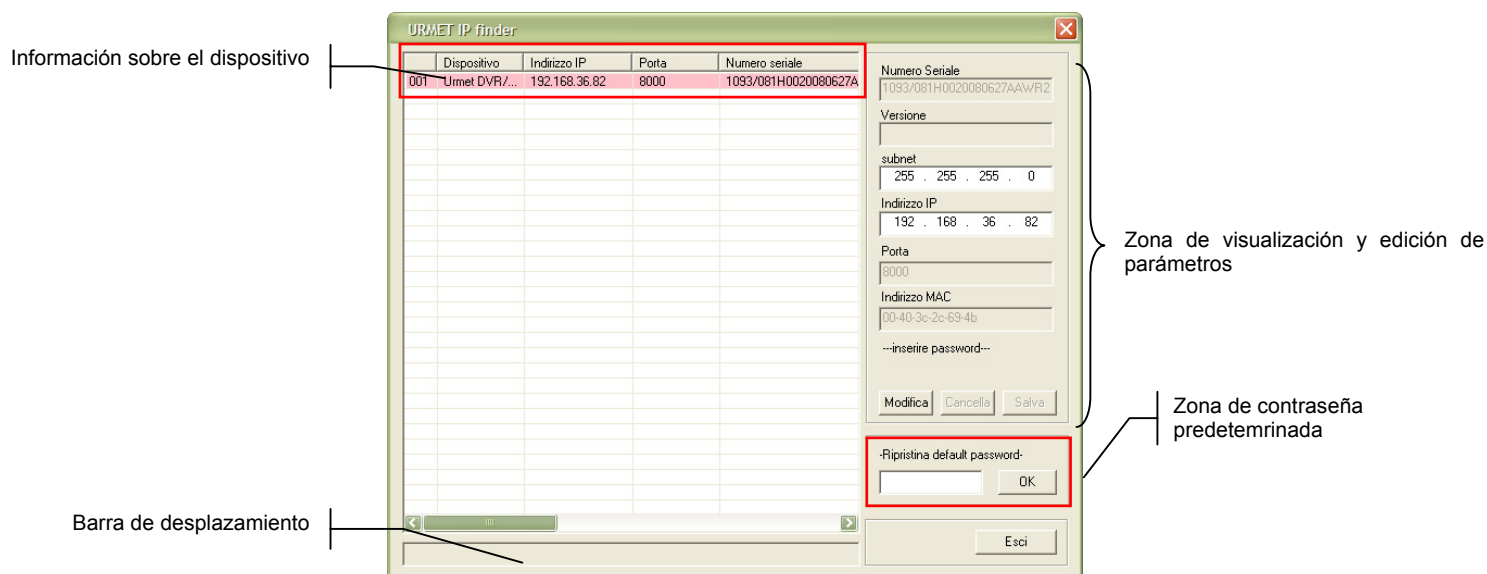 URMET IP finder
Información sobre el dispositivo
Dispositivo Indirizzo IP Porta Numero seriale
001 Urmet DVR/... 192.168.36.82 8000 1093/081H0020080627A
Numero Seriale
1093/081H0020080627AAWR2
Versione
subnet
255 . 255 . 255 . 0
Indirizzo IP
192 . 168 . 36 . 82
Porta
8000
Indirizzo MAC
00-40-3c-2c-69-4b
---inserire password---
Modifica Cancella Salva
Zona de visualización y edición de
parámetros
Zona de contraseña
predetemrinada
-Ripristina default password-
OK
Barra de desplazamiento
Esci